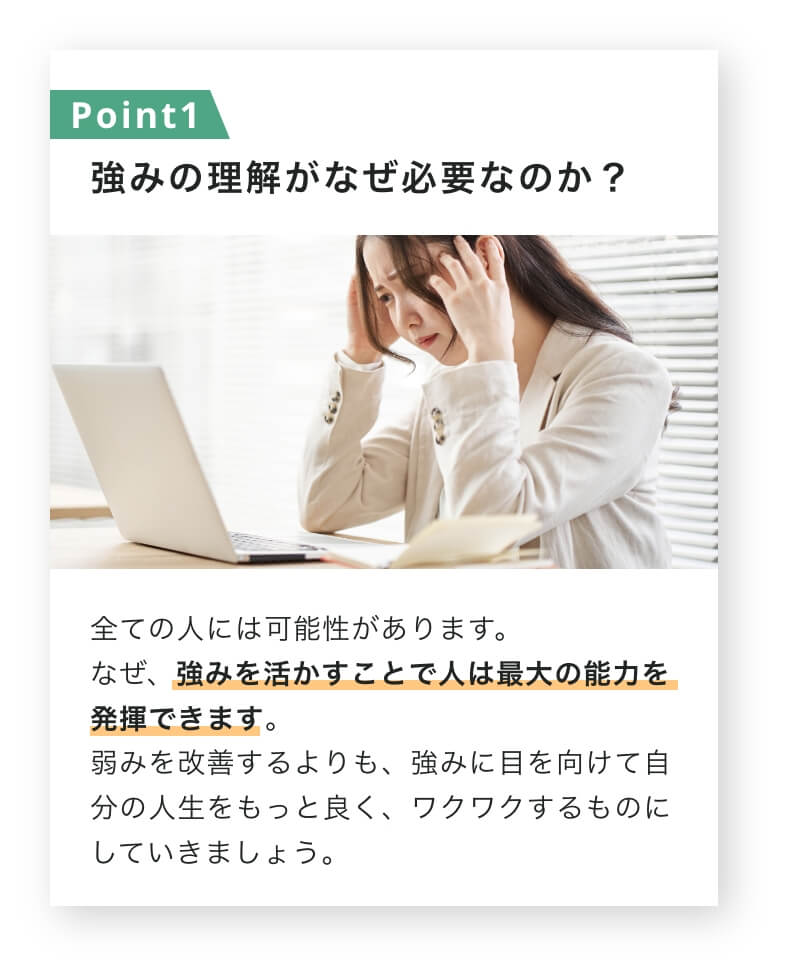 Point1
強みの理解がなぜ必要なのか？
全ての人には可能性があります。
なぜ、強みを活かすことで人は最大の能力を
発揮できます。
弱みを改善するよりも、強みに目を向けて自
分の人生をもっと良く、ワクワクするものに
していきましょう。